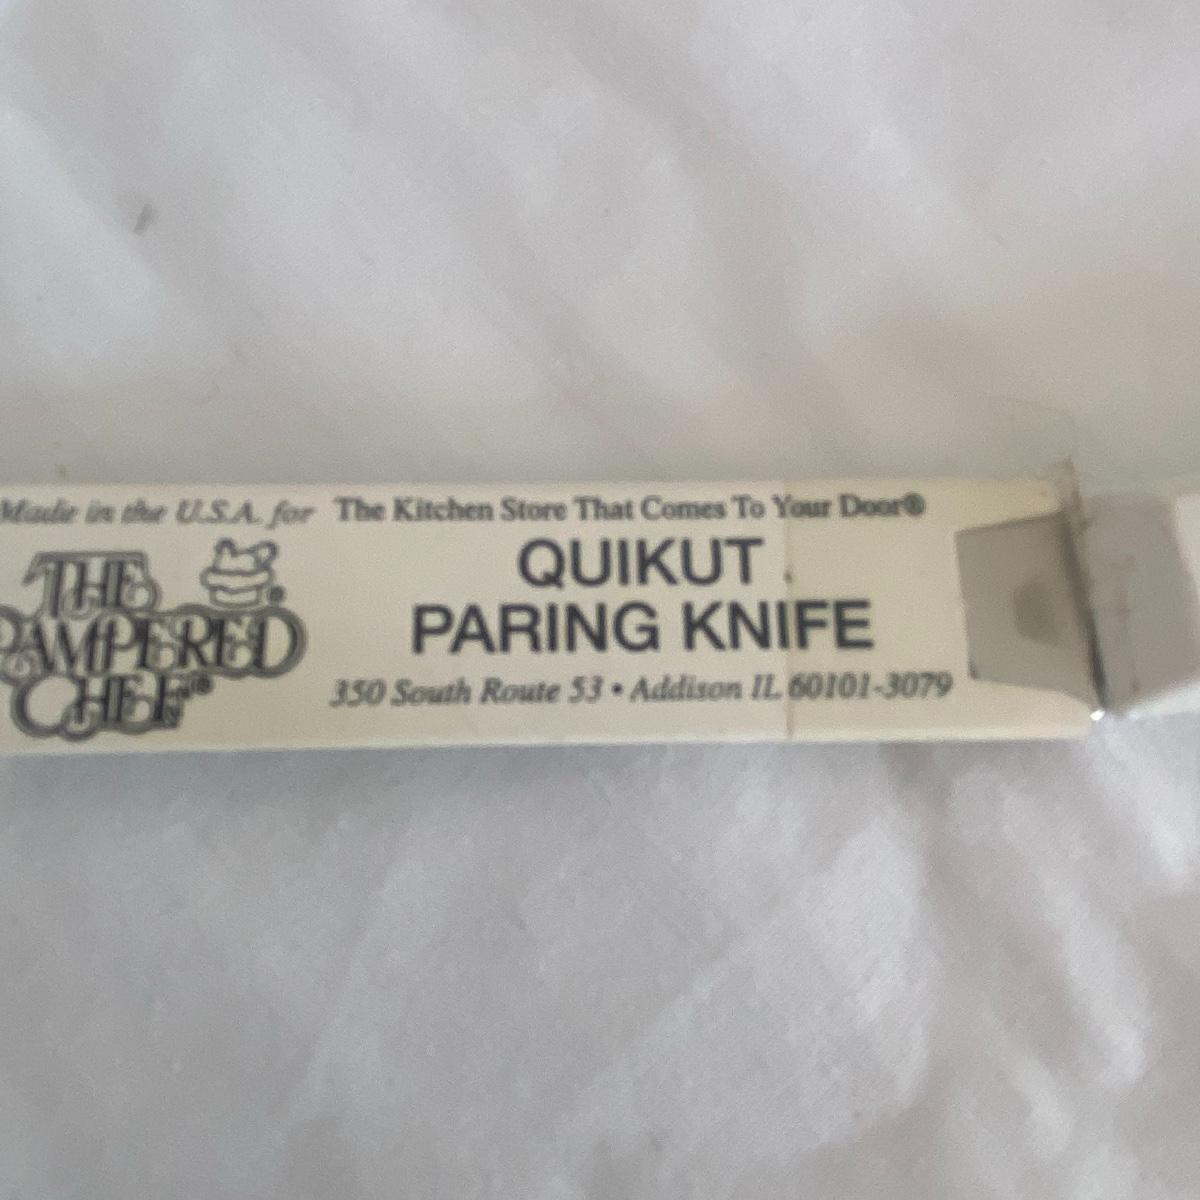 Made in the U.S.A. for The Kitchen Store That Comes To Your Door®
THE
PAMPERED
CHEF®
QUIKUT
PARING KNIFE
350 South Route 53 • Addison IL 60101-3079